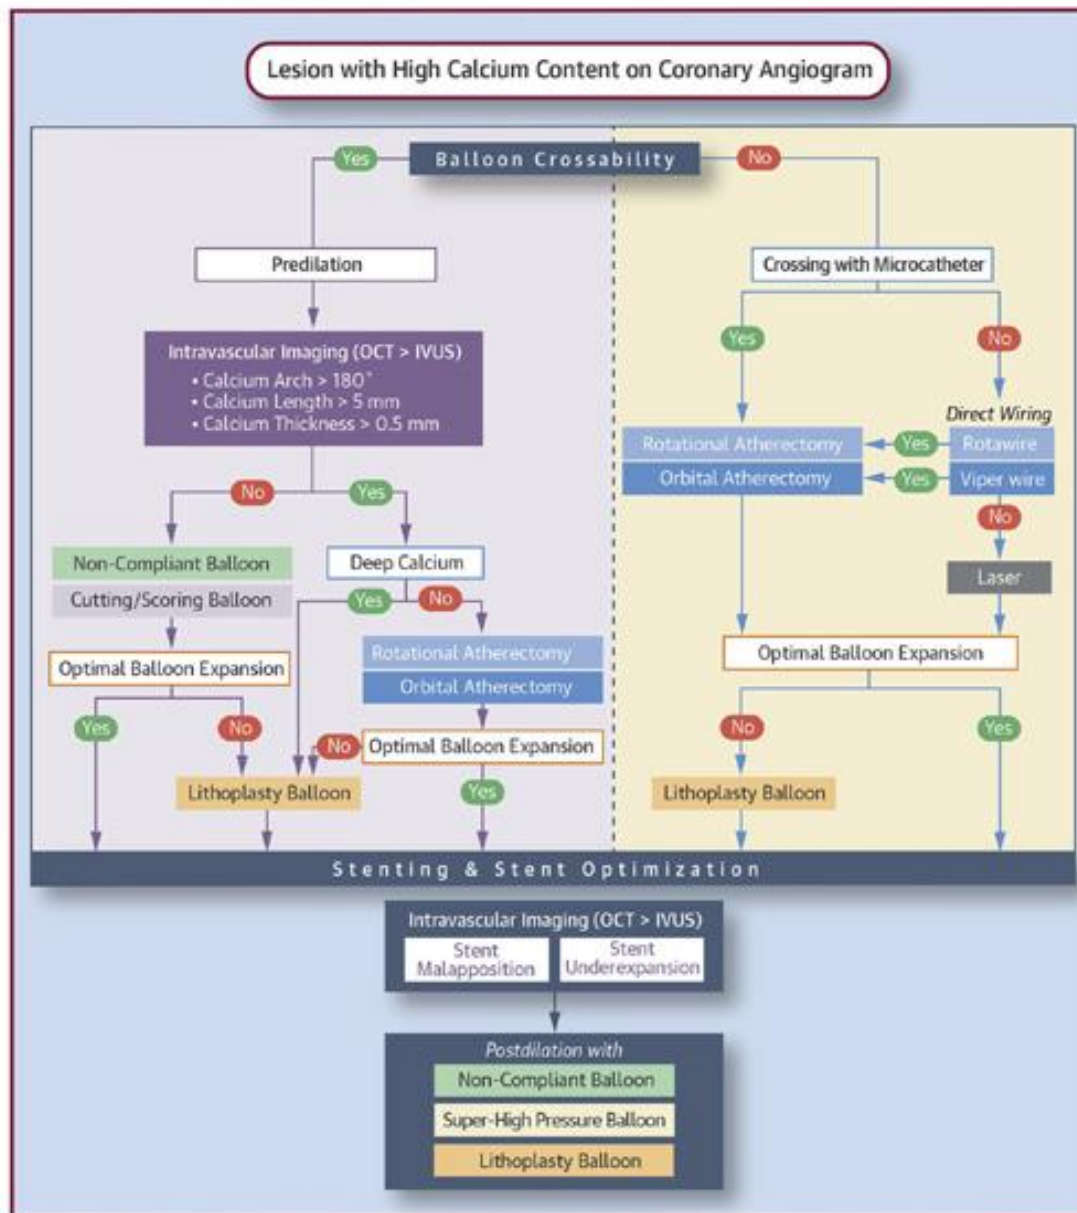 Lesion with High Calcium Content on Coronary Angiogram
Yes
Balloon Crossability
No
Predilation
Crossing with Microcatheter
Intravascular Imaging (OCT > IVUS)
• Calcium Arch > 180°
• Calcium Length > 5 mm
• Calcium Thickness > 0.5 mm
Yes
No
Direct Wiring
Rotational Atherectomy
Yes
Rotawire
Orbital Atherectomy
Yes
Viper wire
No
Laser
No
Yes
Non-Compliant Balloon
Cutting/Scoring Balloon
Deep Calcium
Yes
No
Optimal Balloon Expansion
Rotational Atherectomy
Orbital Atherectomy
Yes
No
No
Optimal Balloon Expansion
Lithoplasty Balloon
Yes
Optimal Balloon Expansion
No
Yes
Lithoplasty Balloon
Stenting & Stent Optimization
Intravascular Imaging (OCT > IVUS)
Stent
Malapposition
Stent
Underexpansion
Postdilation with
Non-Compliant Balloon
Super-High Pressure Balloon
Lithoplasty Balloon